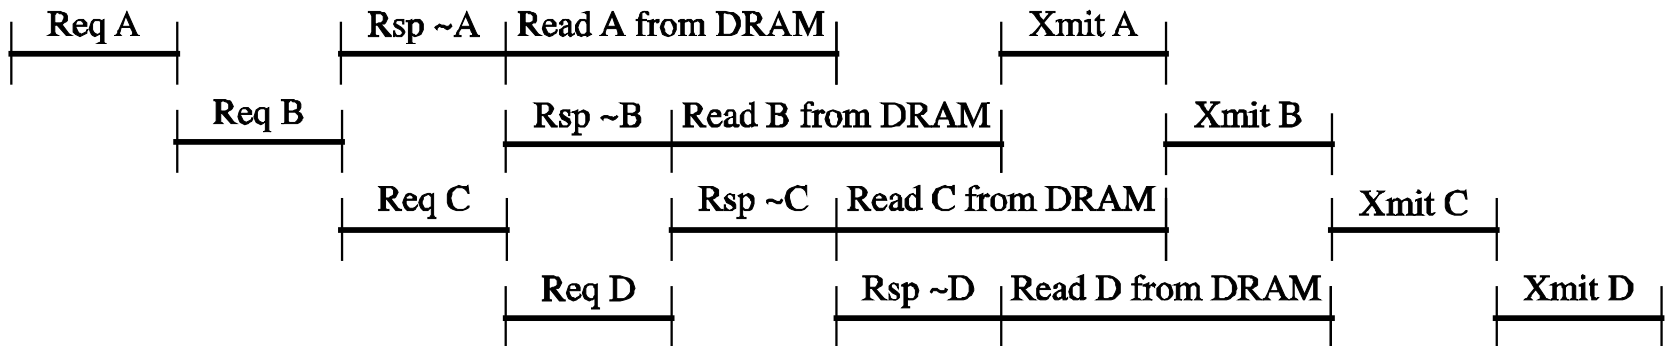 Req A Rsp ~A Read A from DRAM Xmit A
Req B Rsp ~B Read B from DRAM Xmit B
Req C Rsp ~C Read C from DRAM Xmit C
Req D Rsp ~D Read D from DRAM Xmit D